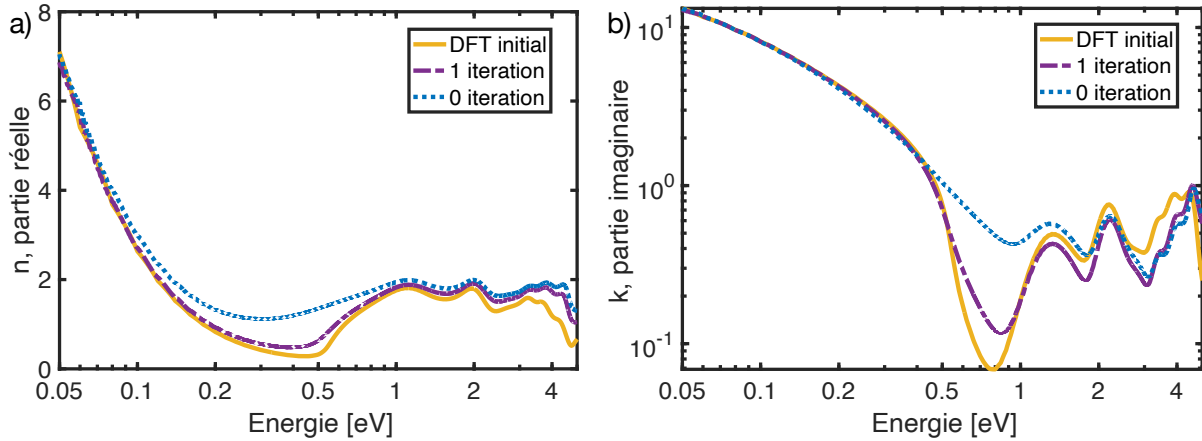 a)
n, partie réelle
8
6
4
2
0
0.05 0.1 0.2 0.5 1 2 4
Energie [eV]
DFT initial
1 iteration
0 iteration
b)
k, partie imaginaire
10^1
10^0
10^-1
0.05 0.1 0.2 0.5 1 2 4
Energie [eV]
DFT initial
1 iteration
0 iteration